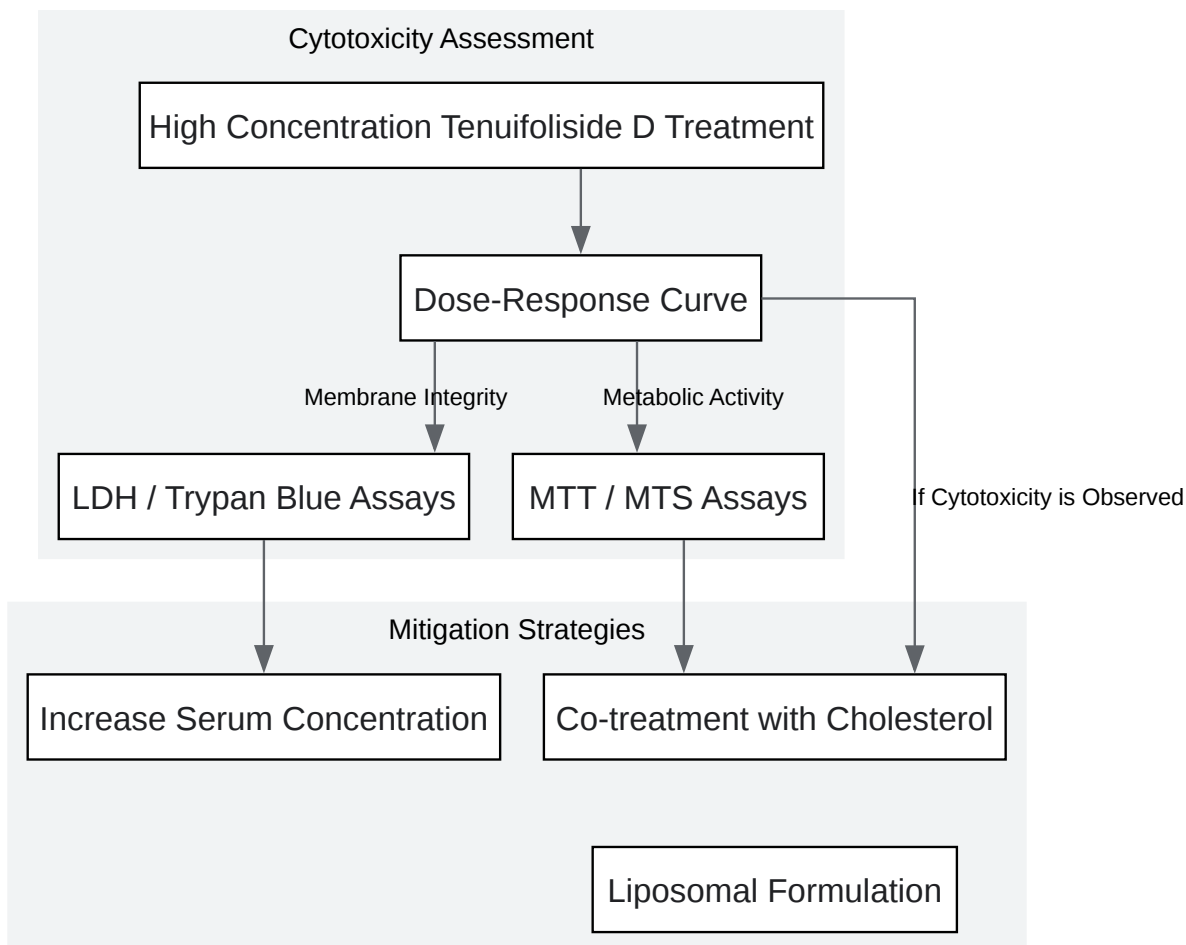 Cytotoxicity Assessment
High Concentration Tenuifoliside D Treatment
Dose-Response Curve
Membrane Integrity
Metabolic Activity
LDH / Trypan Blue Assays
MTT / MTS Assays
If Cytotoxicity is Observed
Mitigation Strategies
Increase Serum Concentration
Co-treatment with Cholesterol
Liposomal Formulation